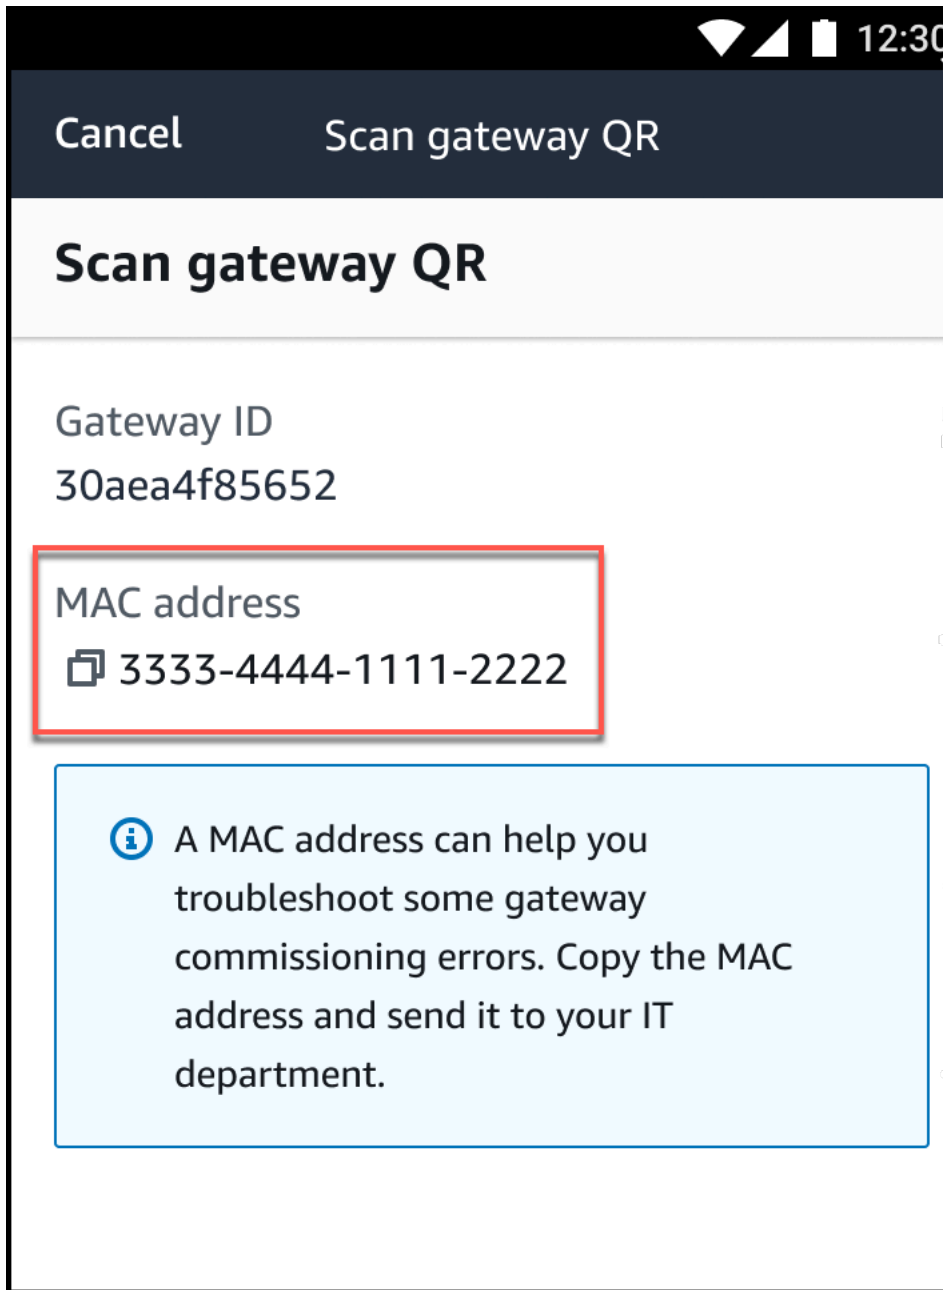 12:30
Cancel Scan gateway QR
Scan gateway QR
Gateway ID
30aea4f85652
MAC address
3333-4444-1111-2222
A MAC address can help you
troubleshoot some gateway
commissioning errors. Copy the MAC
address and send it to your IT
department.